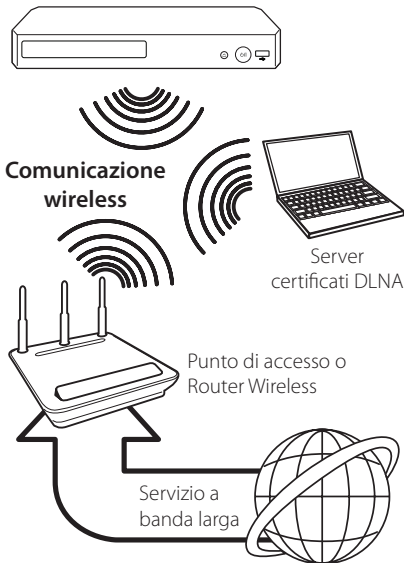 Comunicazione
wireless
Server
certificati DLNA
Punto di accesso o
Router Wireless
Servizio a
banda larga